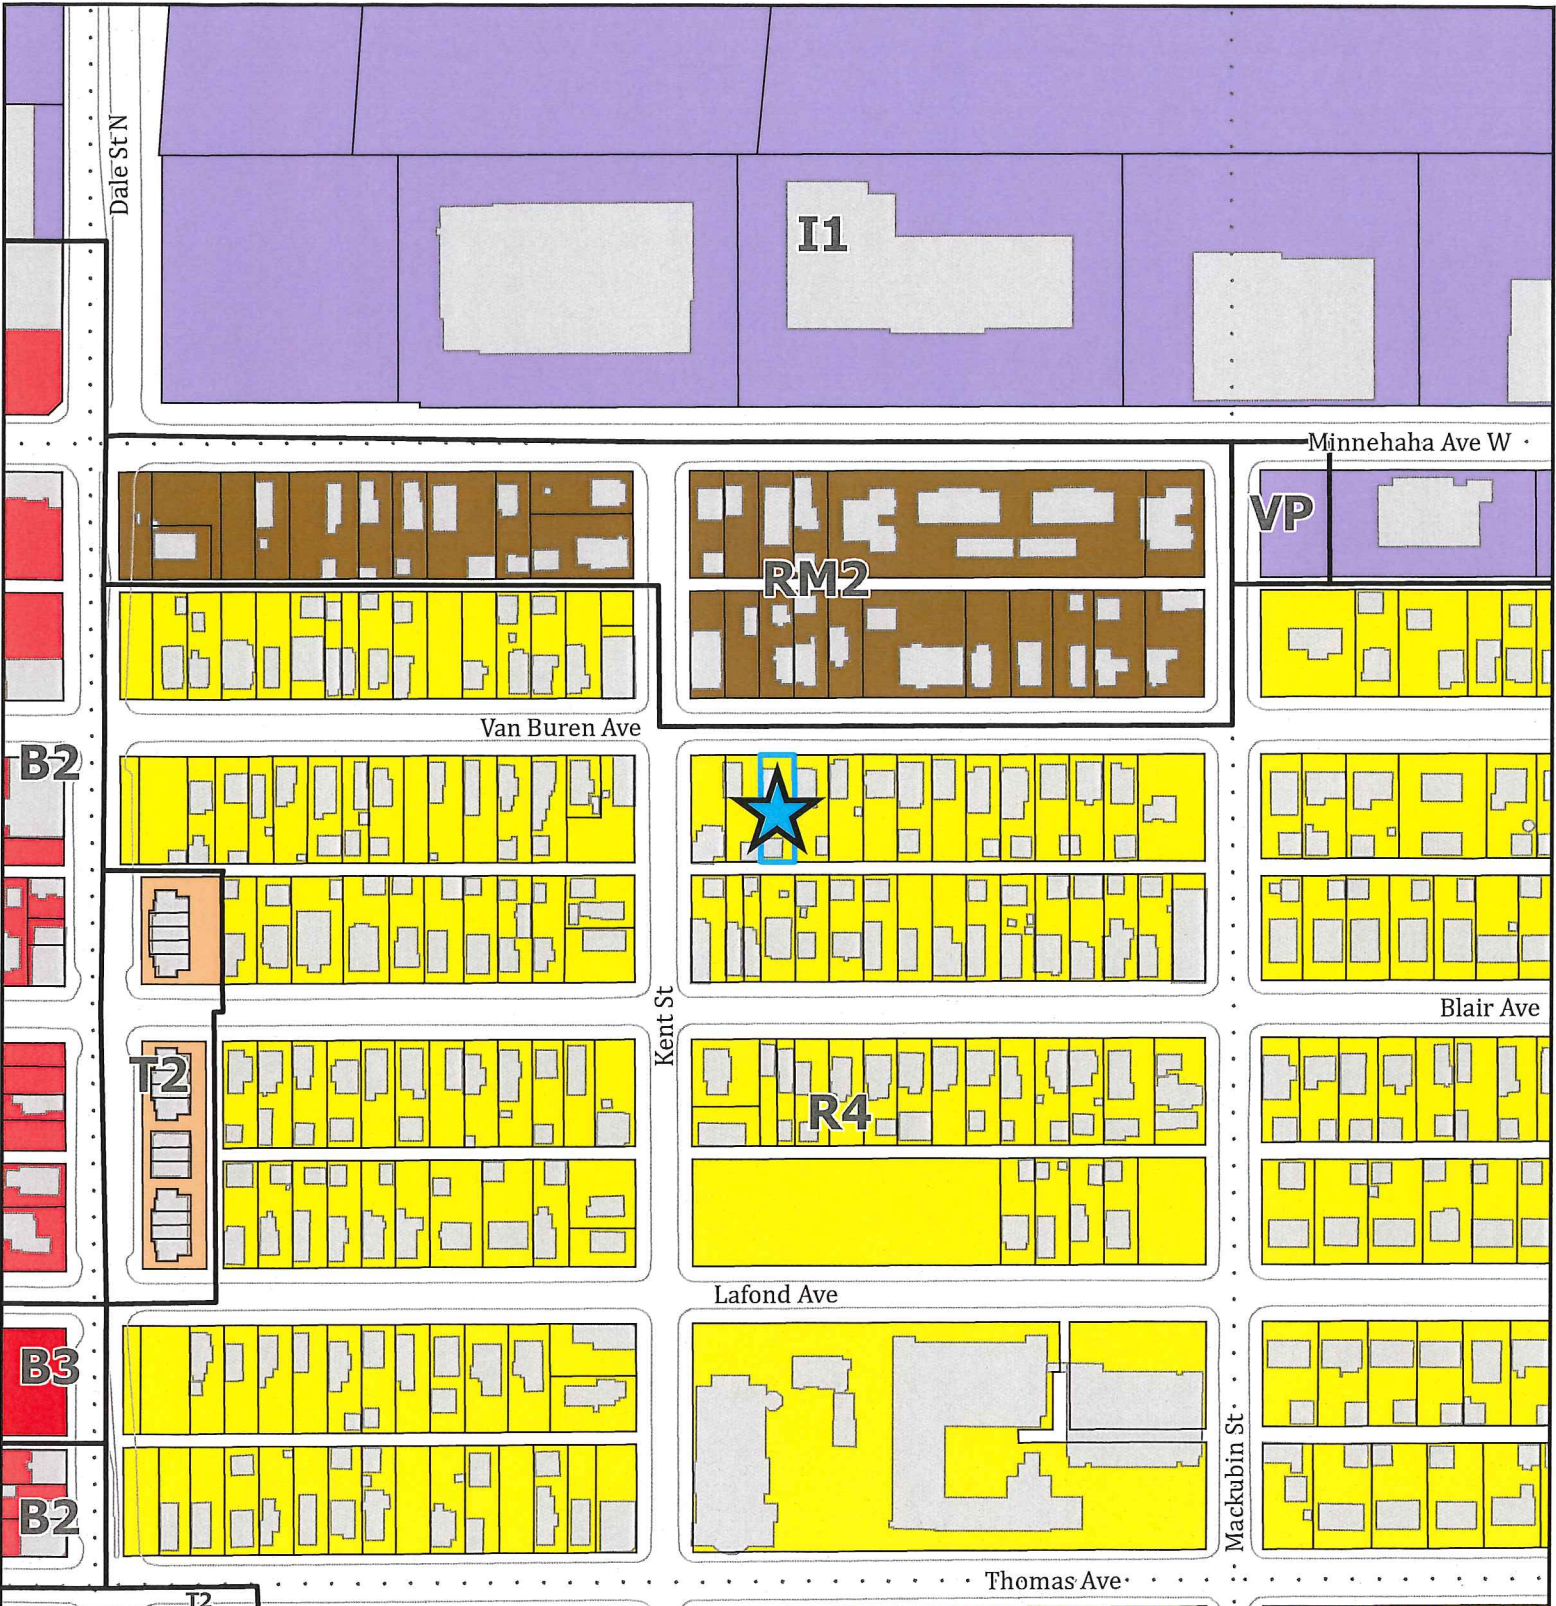 Dale St N
I1
Minnehaha Ave W
VP
RM2
Van Buren Ave
B2
Kent St
Blair Ave
T2
R4
Lafond Ave
B3
Mackubin St
B2
Thomas Ave
T2